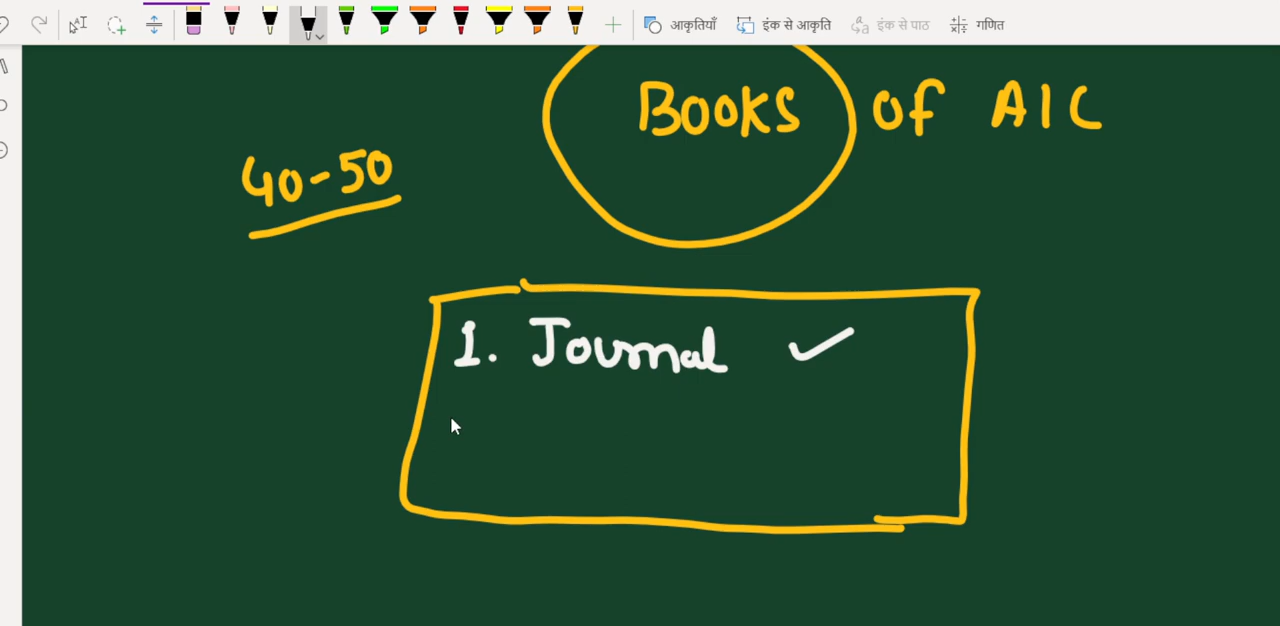 आकृतियाँ इंक से आकृति इंक से पाठ गणित
Books of A/C
40-50
1. Journal ✓